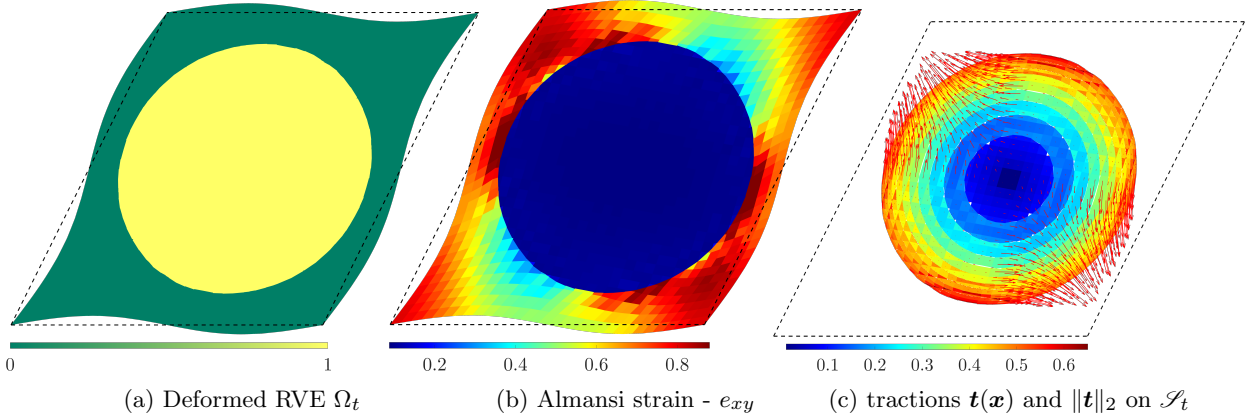 0 1
0.2 0.4 0.6 0.8
0.1 0.2 0.3 0.4 0.5 0.6
(a) Deformed RVE Ωₜ
(b) Almansi strain - eₓᵧ
(c) tractions 𝒕(𝒙) and ‖𝒕‖₂ on 𝒮ₜ